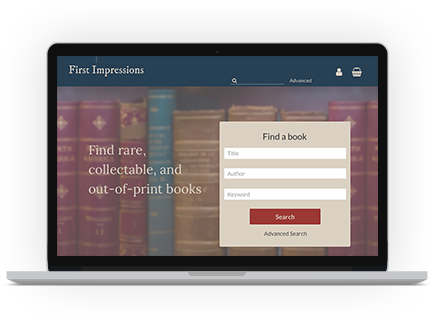 First Impressions
Advanced
Find rare,
collectable, and
out-of-print books
Find a book
Title
Author
Keyword
Search
Advanced Search